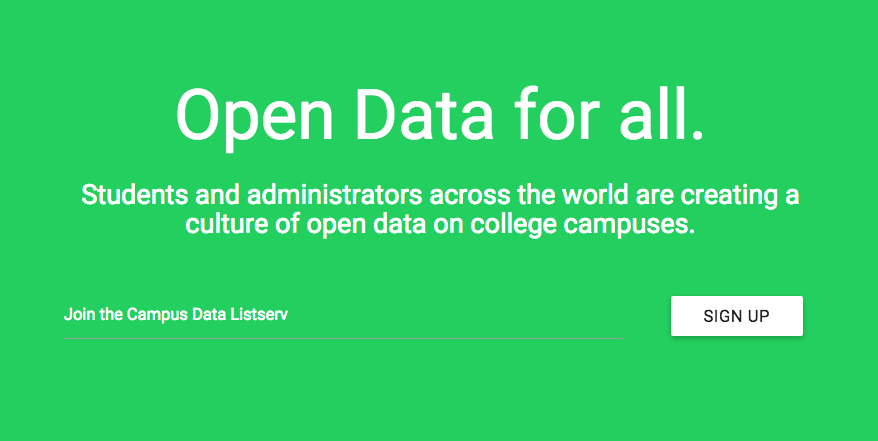 Open Data for all.
Students and administrators across the world are creating a
culture of open data on college campuses.
Join the Campus Data Listserv
SIGN UP